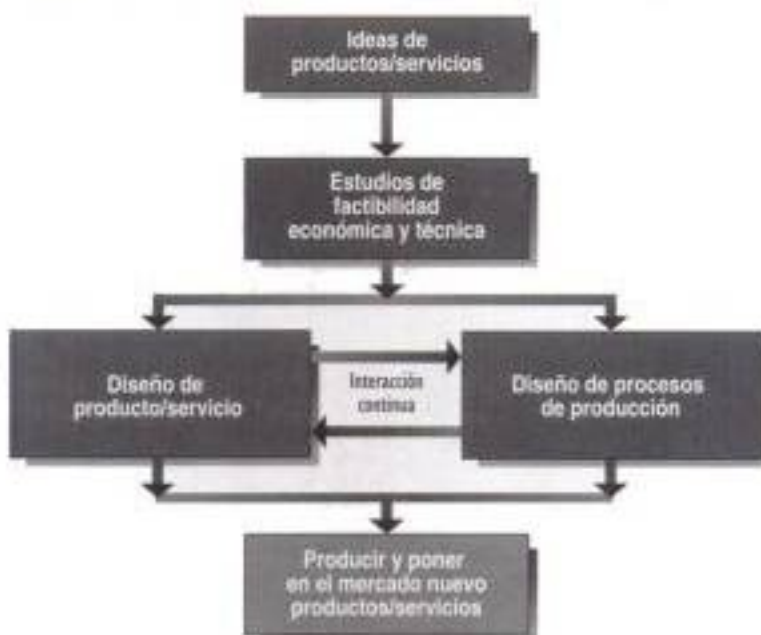 Ideas de
productos/servicios
Estudios de
factibilidad
económica y técnica
Diseño de
producto/servicio
Interacción
continua
Diseño de procesos
de producción
Producir y poner
en el mercado nuevo
productos/servicios